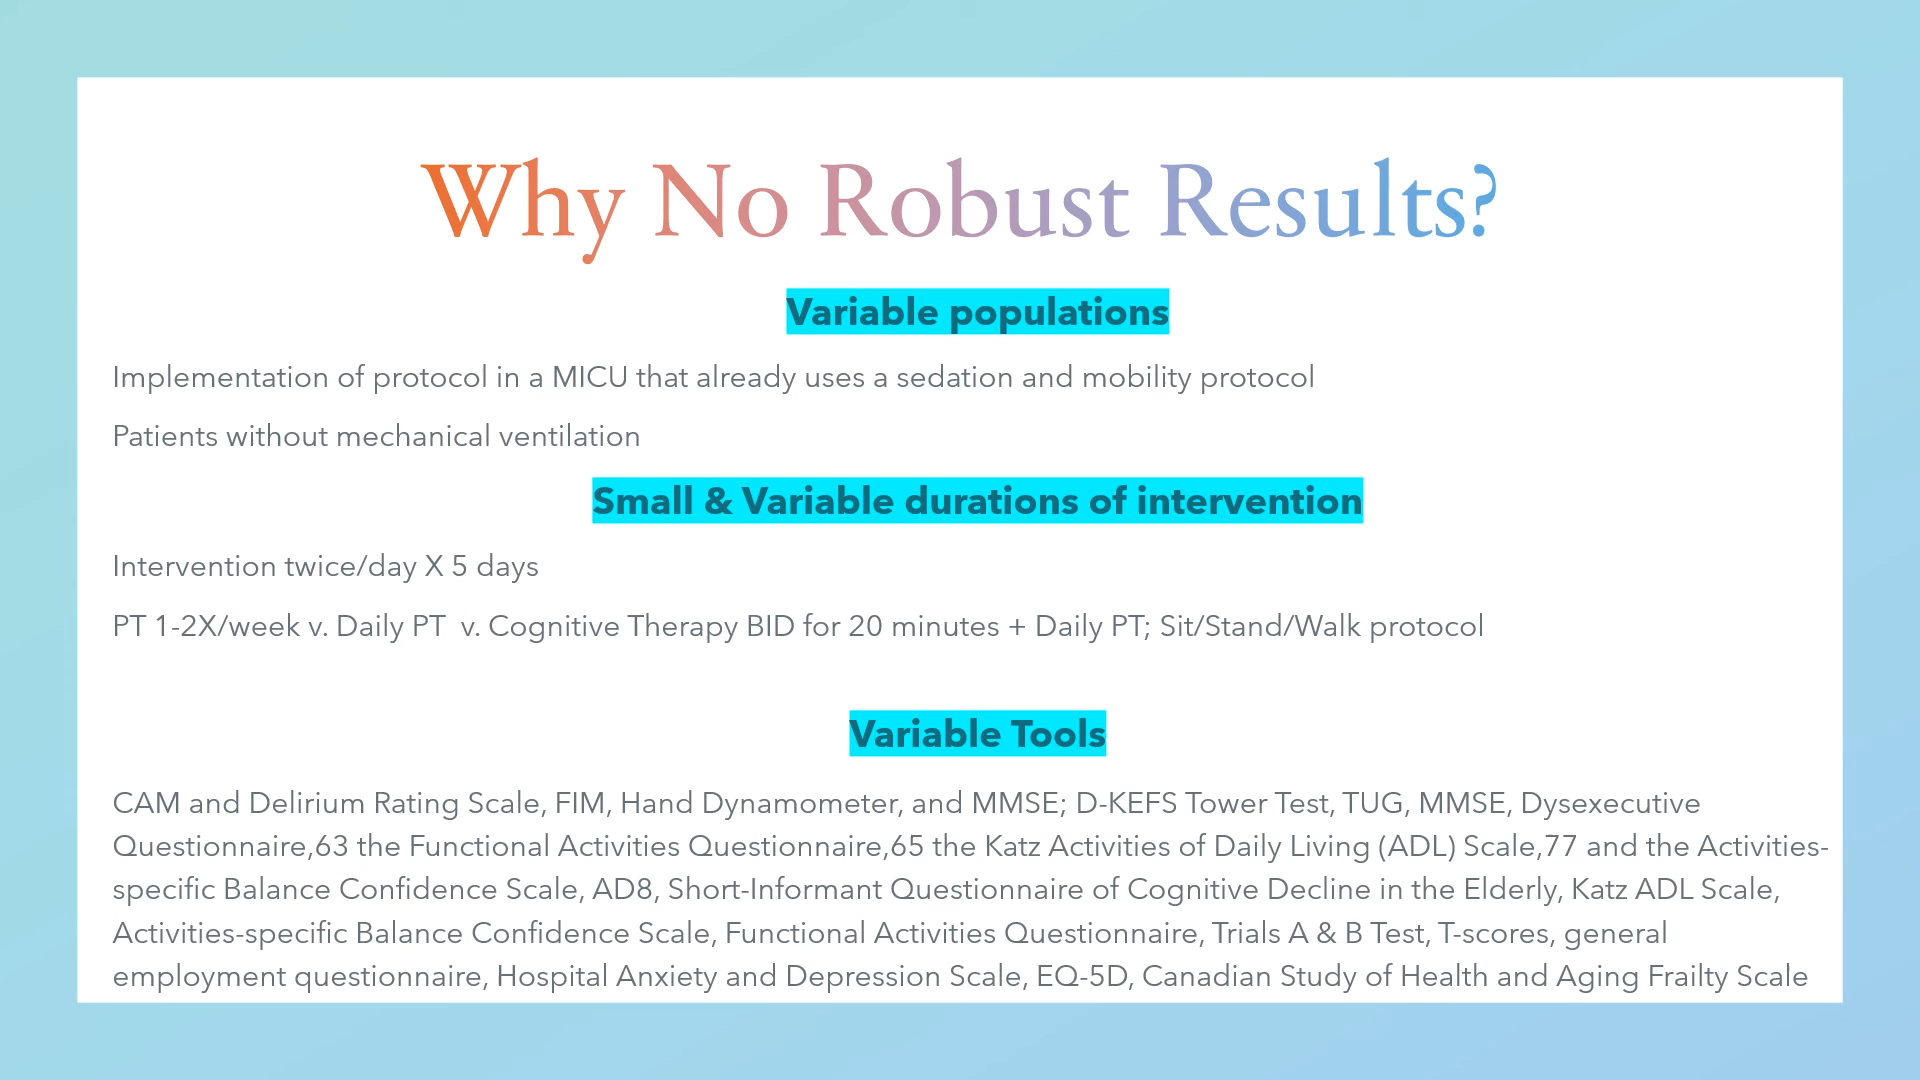 Why No Robust Results?
Variable populations
Implementation of protocol in a MICU that already uses a sedation and mobility protocol
Patients without mechanical ventilation
Small & Variable durations of intervention
Intervention twice/day X 5 days
PT 1-2X/week v. Daily PT  v. Cognitive Therapy BID for 20 minutes + Daily PT; Sit/Stand/Walk protocol
Variable Tools
CAM and Delirium Rating Scale, FIM, Hand Dynamometer, and MMSE; D-KEFS Tower Test, TUG, MMSE, Dysexecutive
Questionnaire,63 the Functional Activities Questionnaire,65 the Katz Activities of Daily Living (ADL) Scale,77 and the Activities-
specific Balance Confidence Scale, AD8, Short-Informant Questionnaire of Cognitive Decline in the Elderly, Katz ADL Scale,
Activities-specific Balance Confidence Scale, Functional Activities Questionnaire, Trials A & B Test, T-scores, general
employment questionnaire, Hospital Anxiety and Depression Scale, EQ-5D, Canadian Study of Health and Aging Frailty Scale